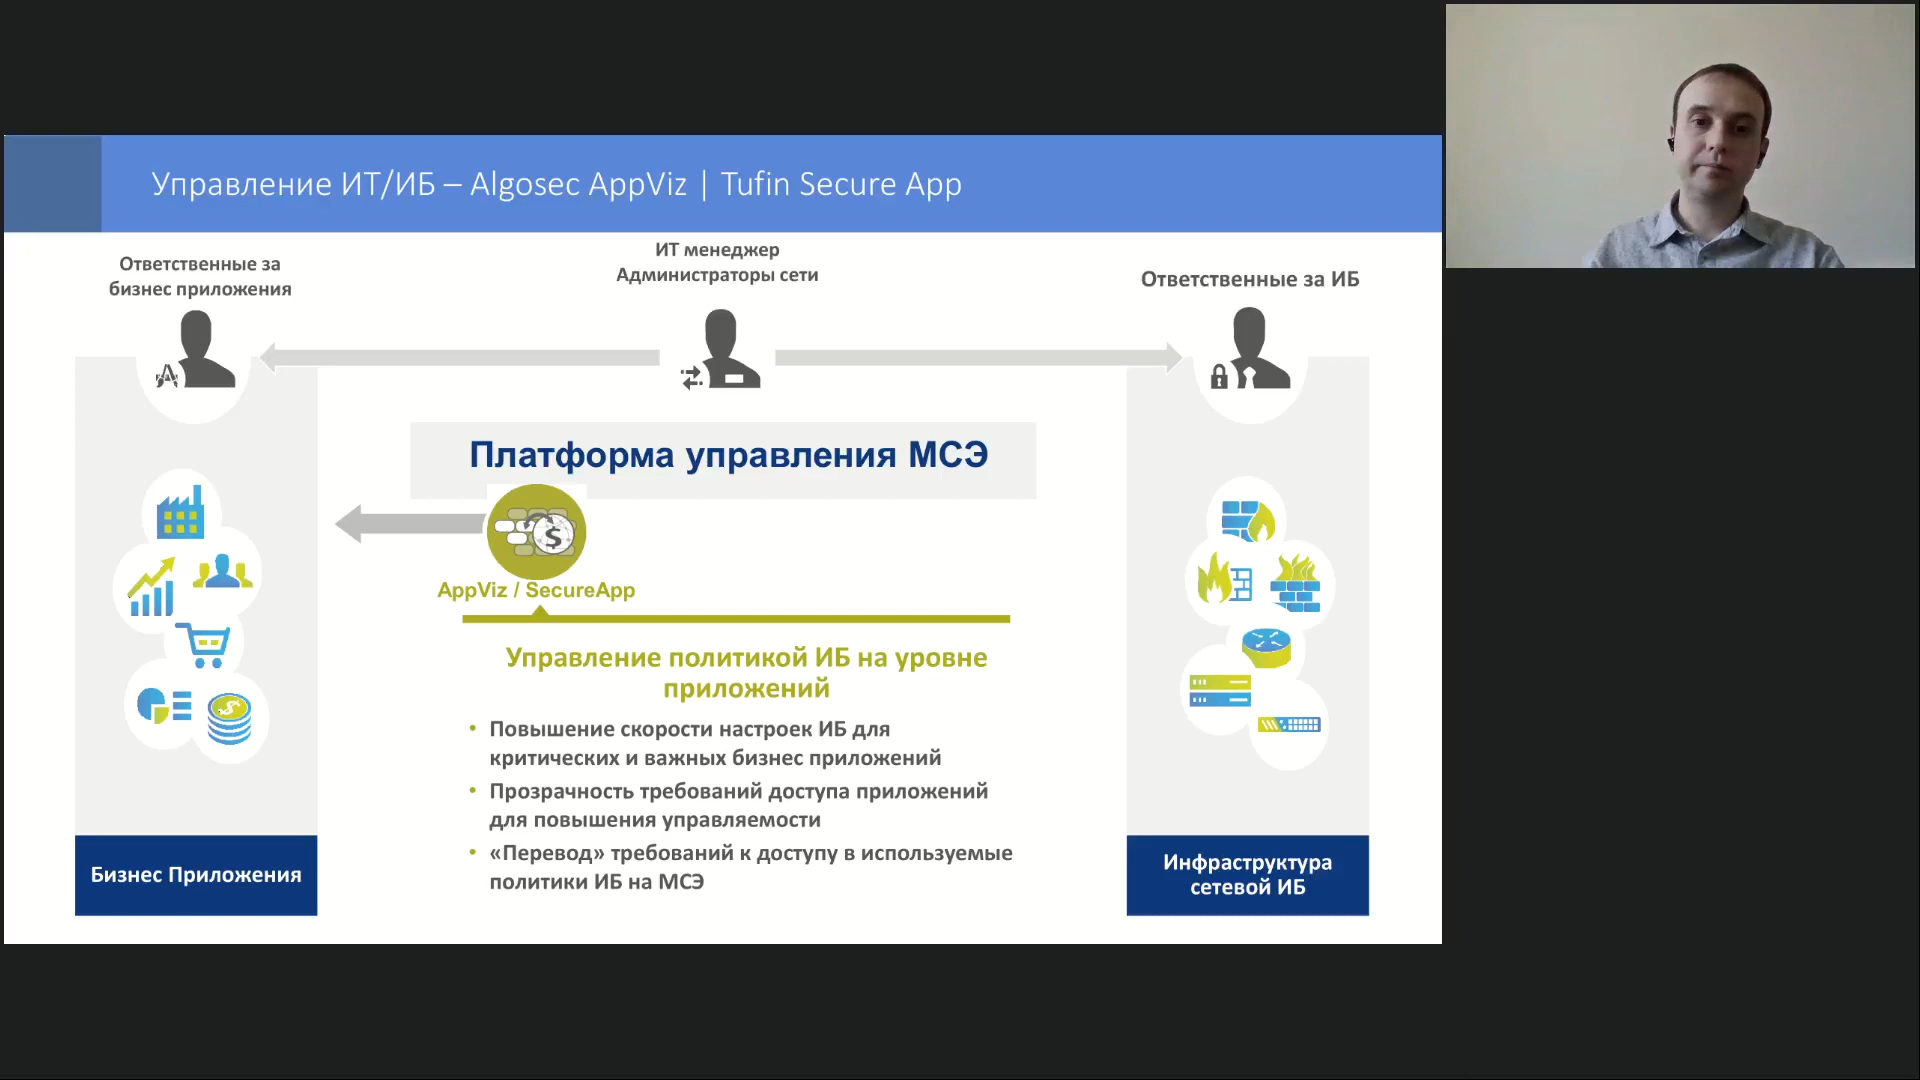 Управление ИТ/ИБ – Algosec AppViz | Tufin Secure App
Ответственные за
бизнес приложения
ИТ менеджер
Администраторы сети
Ответственные за ИБ
Платформа управления МСЭ
AppViz / SecureApp
Управление политикой ИБ на уровне
приложений
• Повышение скорости настроек ИБ для
критических и важных бизнес приложений
• Прозрачность требований доступа приложений
для повышения управляемости
• «Перевод» требований к доступу в используемые
политики ИБ на МСЭ
Бизнес Приложения
Инфраструктура
сетевой ИБ